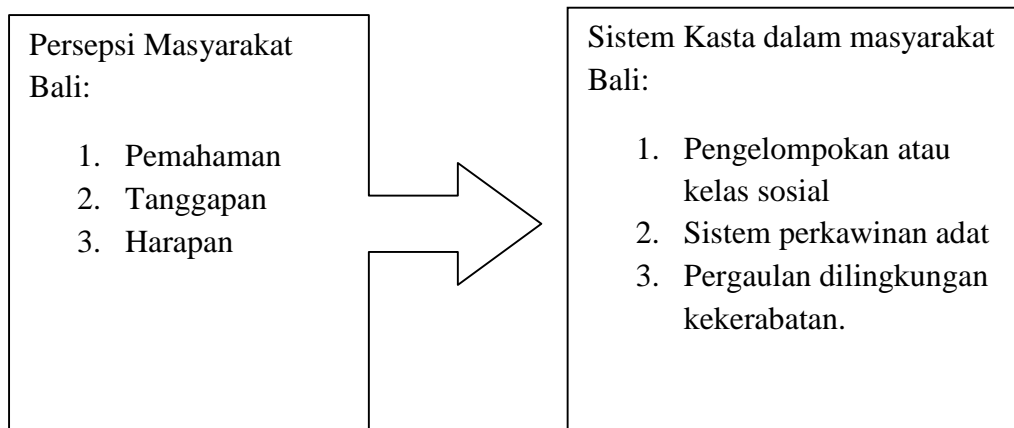 Persepsi Masyarakat
Bali:
1. Pemahaman
2. Tanggapan
3. Harapan
Sistem Kasta dalam masyarakat
Bali:
1. Pengelompokan atau
kelas sosial
2. Sistem perkawinan adat
3. Pergaulan dilingkungan
kekerabatan.